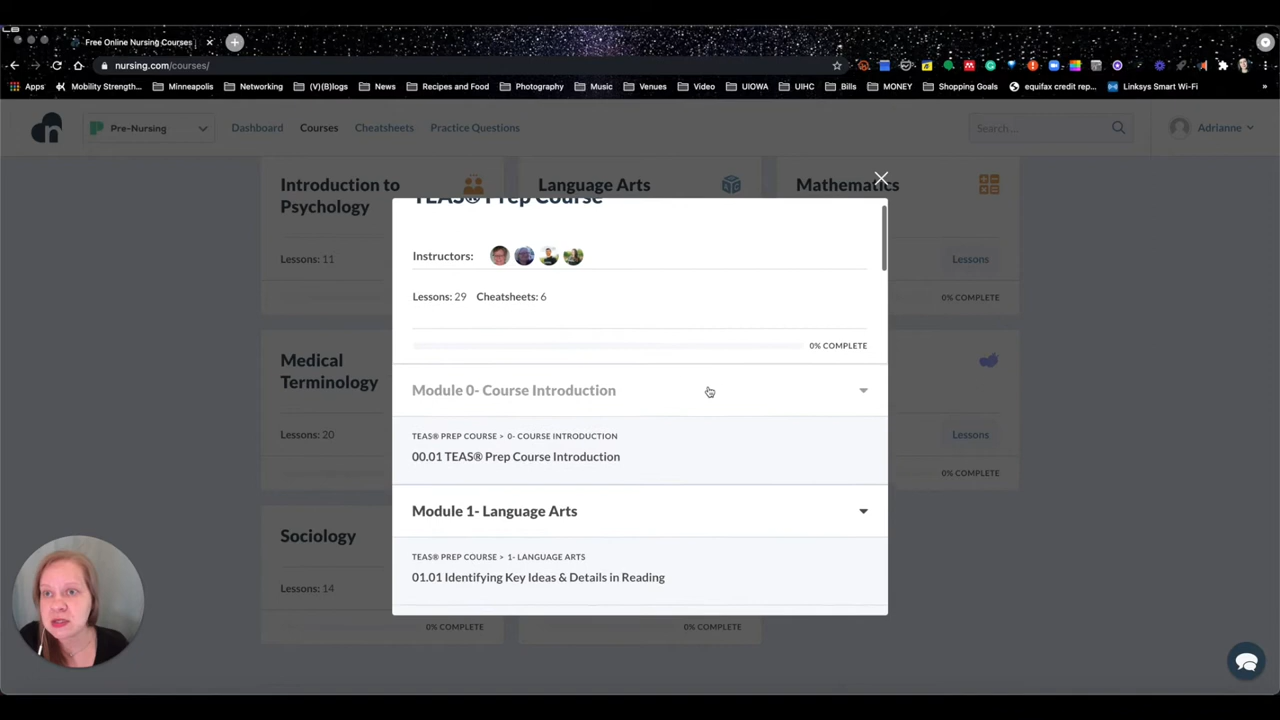 Free Online Nursing Courses
nursing.com/courses/
Apps Mobility Strength... Minneapolis Networking (V)(B)logs News Recipes and Food Photography Music Venues Video UIOWA UIHC Bills MONEY Shopping Goals equifax credit rep... Linksys Smart Wi-Fi »
n Pre-Nursing Dashboard Courses Cheatsheets Practice Questions Search... Adrianne
Introduction to
Psychology
Lessons: 11
Language Arts
Mathematics
Lessons
0% COMPLETE
TEAS® Prep Course
Instructors:
Lessons: 29 Cheatsheets: 6
0% COMPLETE
Module 0- Course Introduction
TEAS® PREP COURSE > 0- COURSE INTRODUCTION
00.01 TEAS® Prep Course Introduction
Module 1- Language Arts
TEAS® PREP COURSE > 1- LANGUAGE ARTS
01.01 Identifying Key Ideas & Details in Reading
Medical
Terminology
Lessons: 20
Lessons
0% COMPLETE
Sociology
Lessons: 14
0% COMPLETE
0% COMPLETE